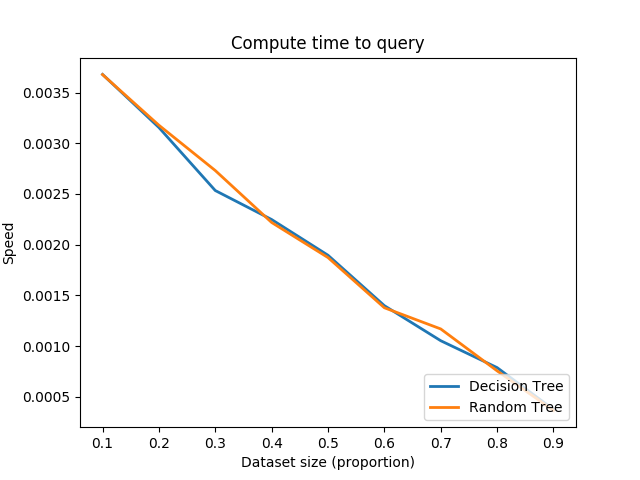 Compute time to query
Speed
0.0035
0.0030
0.0025
0.0020
0.0015
0.0010
0.0005
Decision Tree
Random Tree
0.1 0.2 0.3 0.4 0.5 0.6 0.7 0.8 0.9
Dataset size (proportion)